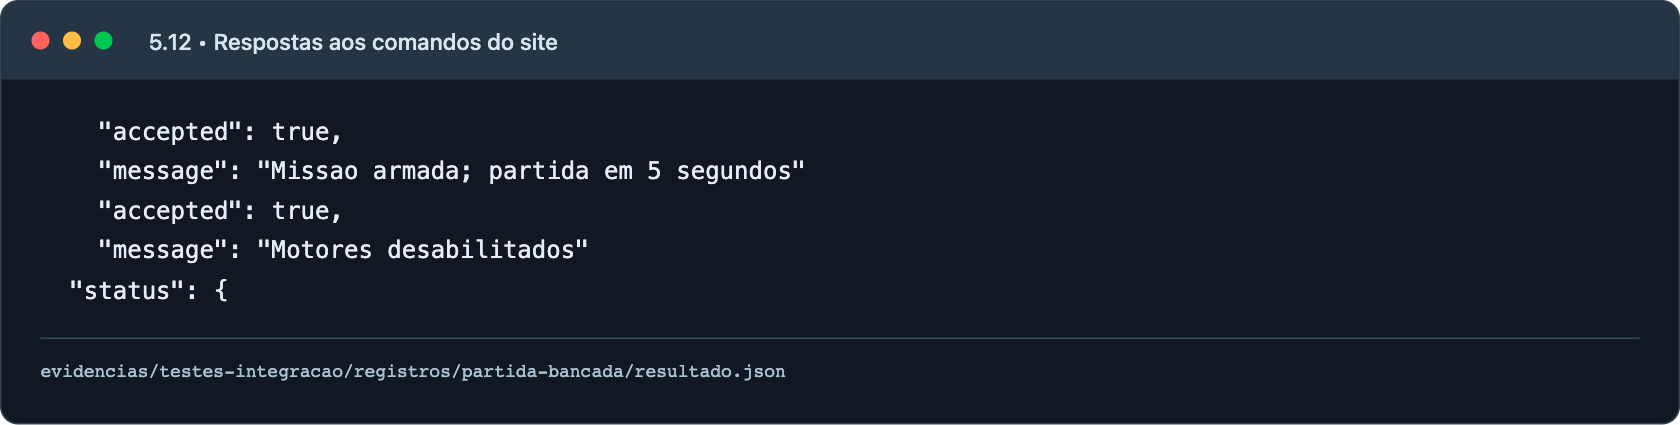 5.12 • Respostas aos comandos do site
"accepted": true,
"message": "Missao armada; partida em 5 segundos"
"accepted": true,
"message": "Motores desabilitados"
"status": {
evidencias/testes-integracao/registros/partida-bancada/resultado.json